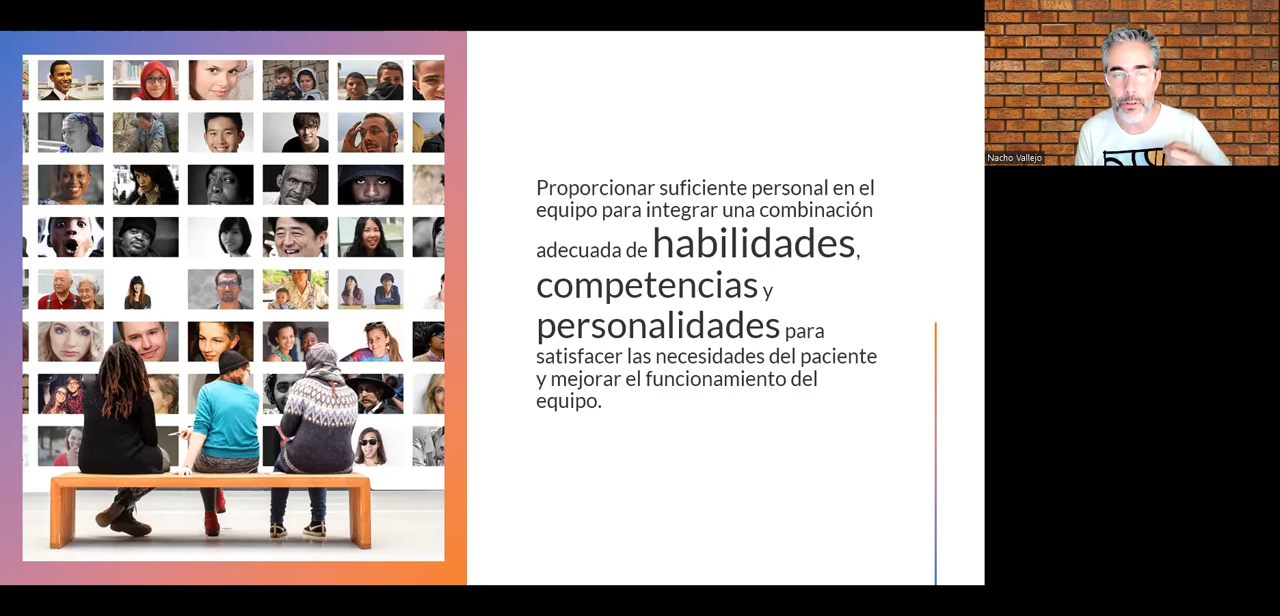 Proporcionar suficiente personal en el
equipo para integrar una combinación
adecuada de habilidades,
competencias y
personalidades para
satisfacer las necesidades del paciente
y mejorar el funcionamiento del
equipo.
Nacho Vallejo